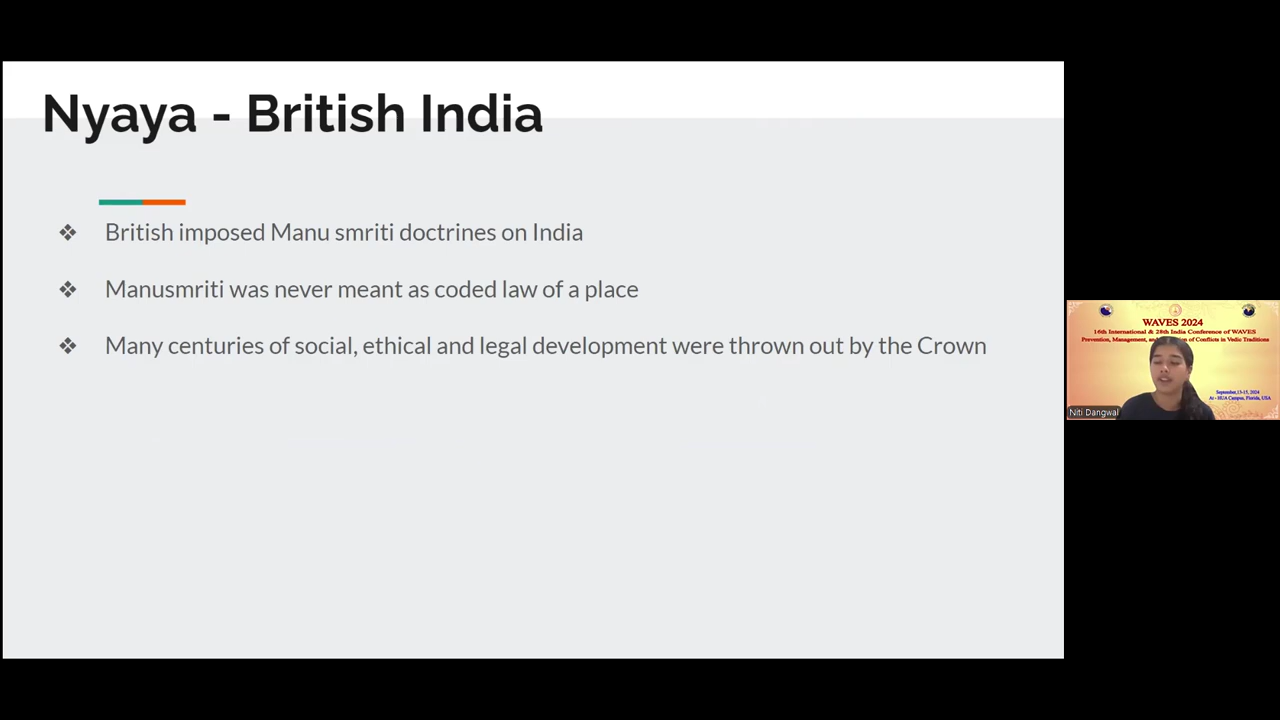 Nyaya - British India
❖ British imposed Manu smriti doctrines on India
❖ Manusmriti was never meant as coded law of a place
❖ Many centuries of social, ethical and legal development were thrown out by the Crown
WAVES 2024
16th International & 28th India Conference of WAVES
Prevention, Management, an of Conflicts in Vedic Traditions
September,13-15, 2024
At - HUA Campus, Florida, USA
Niti Dangwal